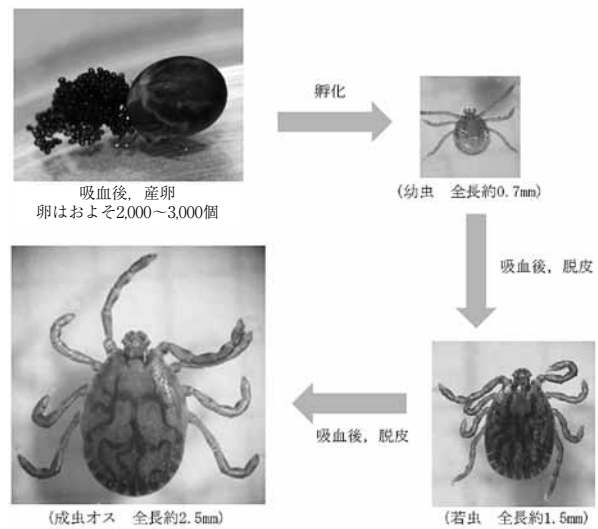 孵化
吸血後，産卵
卵はおよそ2,000〜3,000個
(幼虫　全長約0.7mm)
吸血後，脱皮
吸血後，脱皮
(成虫オス　全長約2.5mm)
(若虫　全長約1.5mm)